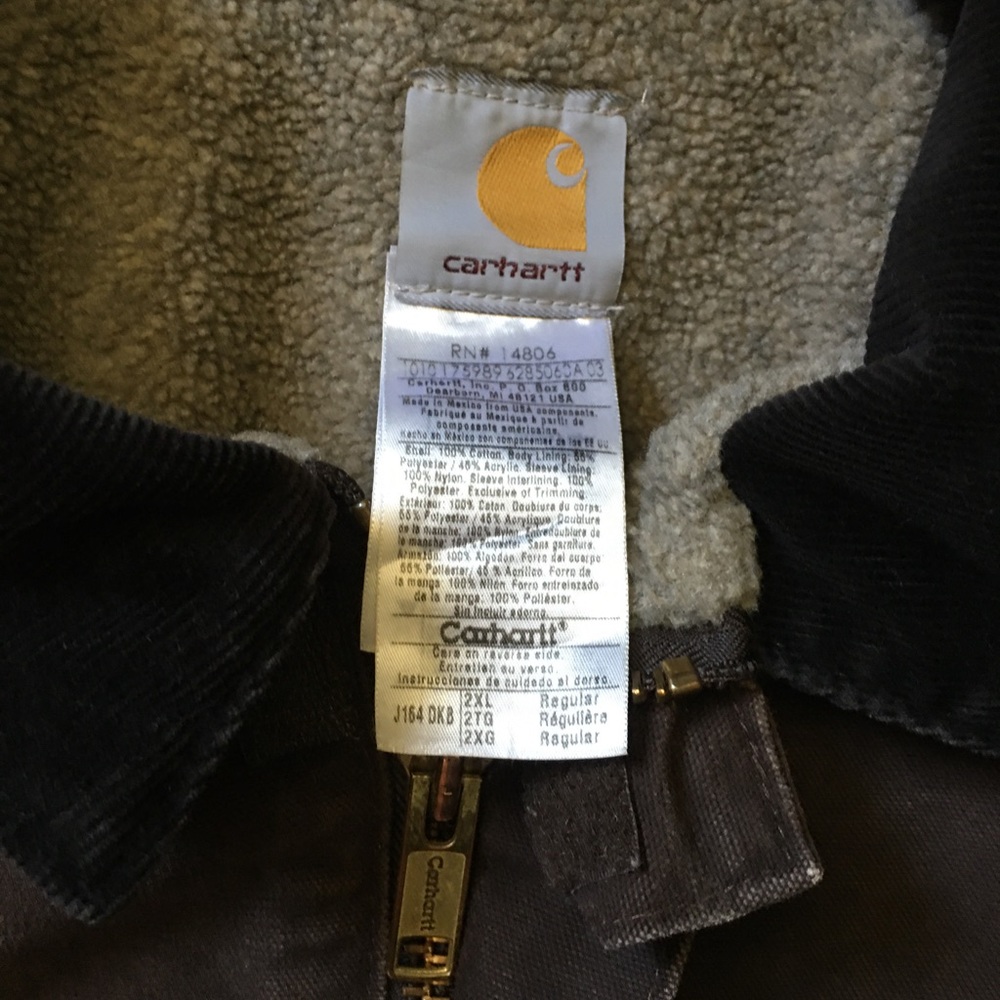 carhartt
RN# 14806
Carhartt, Inc. P. O. Box 600
Dearborn, MI 48121 USA
Made in Mexico from USA components.
Fabriqué au Mexique à partir de
composants américaine.
Hecho en México con componentes de los EE UU
Shell: 100% Cotton. Body Lining: 55%
Polyester / 45% Acrylic. Sleeve Lining:
100% Nylon. Sleeve Interlining: 100%
Polyester. Exclusive of Trimming
Extérieur: 100% Coton. Doublure du corps:
55% Polyester / 45% Acrylique. Doublure
de la manche: 100% Nylon. Entredoublure de
la manche: 100% Polyester. Sans garniture.
Armazón: 100% Algodon. Forro del cuerpo
55% Poliéster / 45 % Acrílico. Forro de
la manga: 100% Nilon. Forro entrelazado
de la manga: 100% Poliéster.
Sin incluir adorno.
Carhartt®
Care on reverse side.
Entretien au verso.
Instrucciones de cuidado al dorso.
2XL Regular
J164 DKB 2TG Régulière
2XG Regular
Carhartt